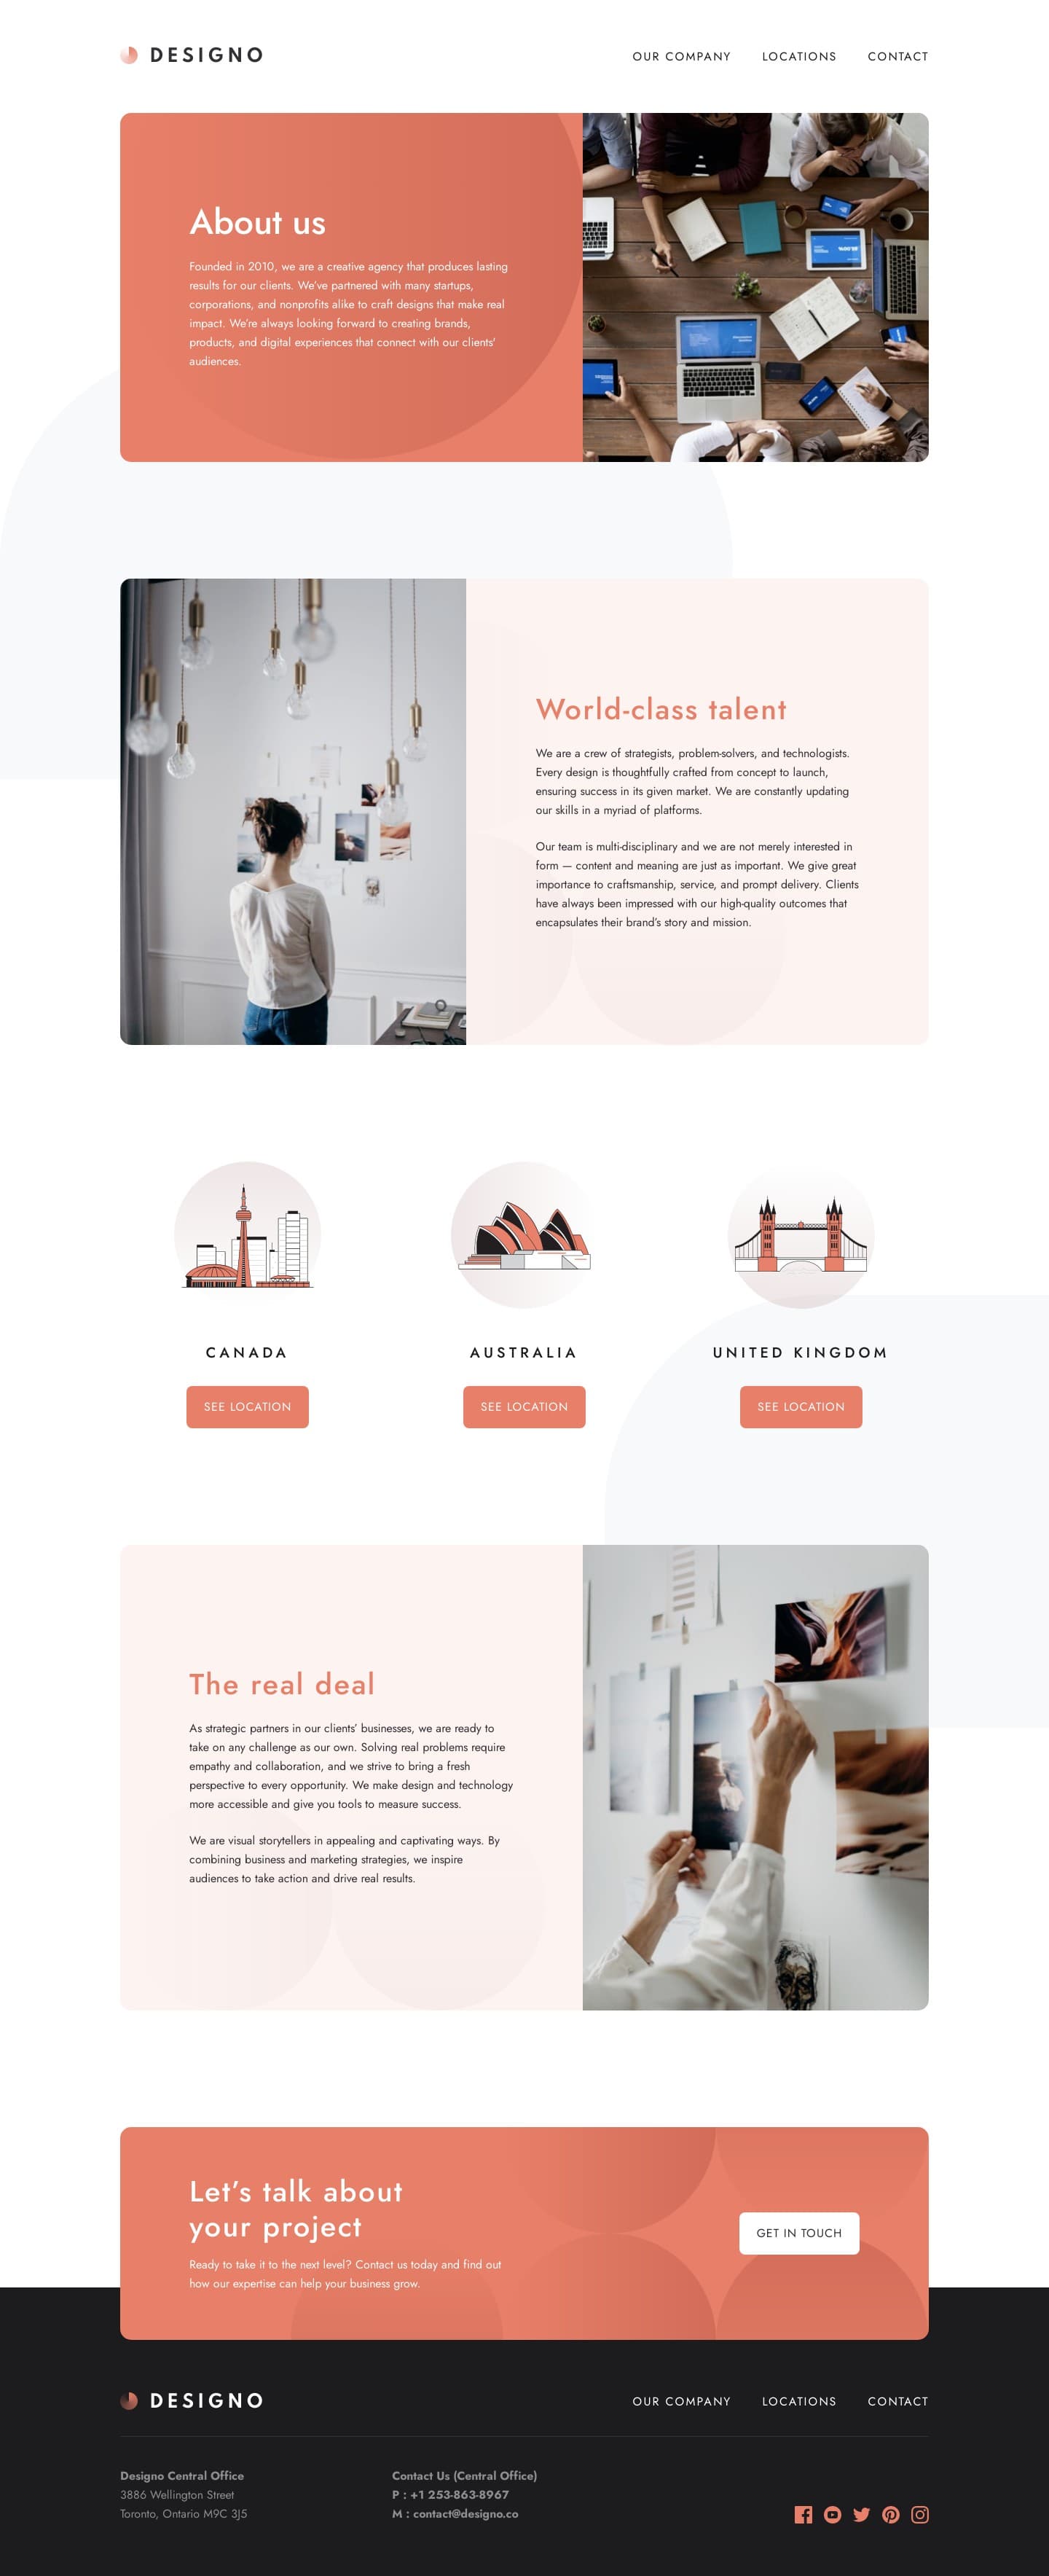 DESIGNO
OUR COMPANY LOCATIONS CONTACT
About us
Founded in 2010, we are a creative agency that produces lasting
results for our clients. We’ve partnered with many startups,
corporations, and nonprofits alike to craft designs that make real
impact. We’re always looking forward to creating brands,
products, and digital experiences that connect with our clients'
audiences.
World-class talent
We are a crew of strategists, problem-solvers, and technologists.
Every design is thoughtfully crafted from concept to launch,
ensuring success in its given market. We are constantly updating
our skills in a myriad of platforms.
Our team is multi-disciplinary and we are not merely interested in
form — content and meaning are just as important. We give great
importance to craftsmanship, service, and prompt delivery. Clients
have always been impressed with our high-quality outcomes that
encapsulates their brand’s story and mission.
CANADA
SEE LOCATION
AUSTRALIA
SEE LOCATION
UNITED KINGDOM
SEE LOCATION
The real deal
As strategic partners in our clients’ businesses, we are ready to
take on any challenge as our own. Solving real problems require
empathy and collaboration, and we strive to bring a fresh
perspective to every opportunity. We make design and technology
more accessible and give you tools to measure success.
We are visual storytellers in appealing and captivating ways. By
combining business and marketing strategies, we inspire
audiences to take action and drive real results.
Let’s talk about
your project
Ready to take it to the next level? Contact us today and find out
how our expertise can help your business grow.
GET IN TOUCH
DESIGNO
OUR COMPANY LOCATIONS CONTACT
Designo Central Office
3886 Wellington Street
Toronto, Ontario M9C 3J5
Contact Us (Central Office)
P : +1 253-863-8967
M : contact@designo.co